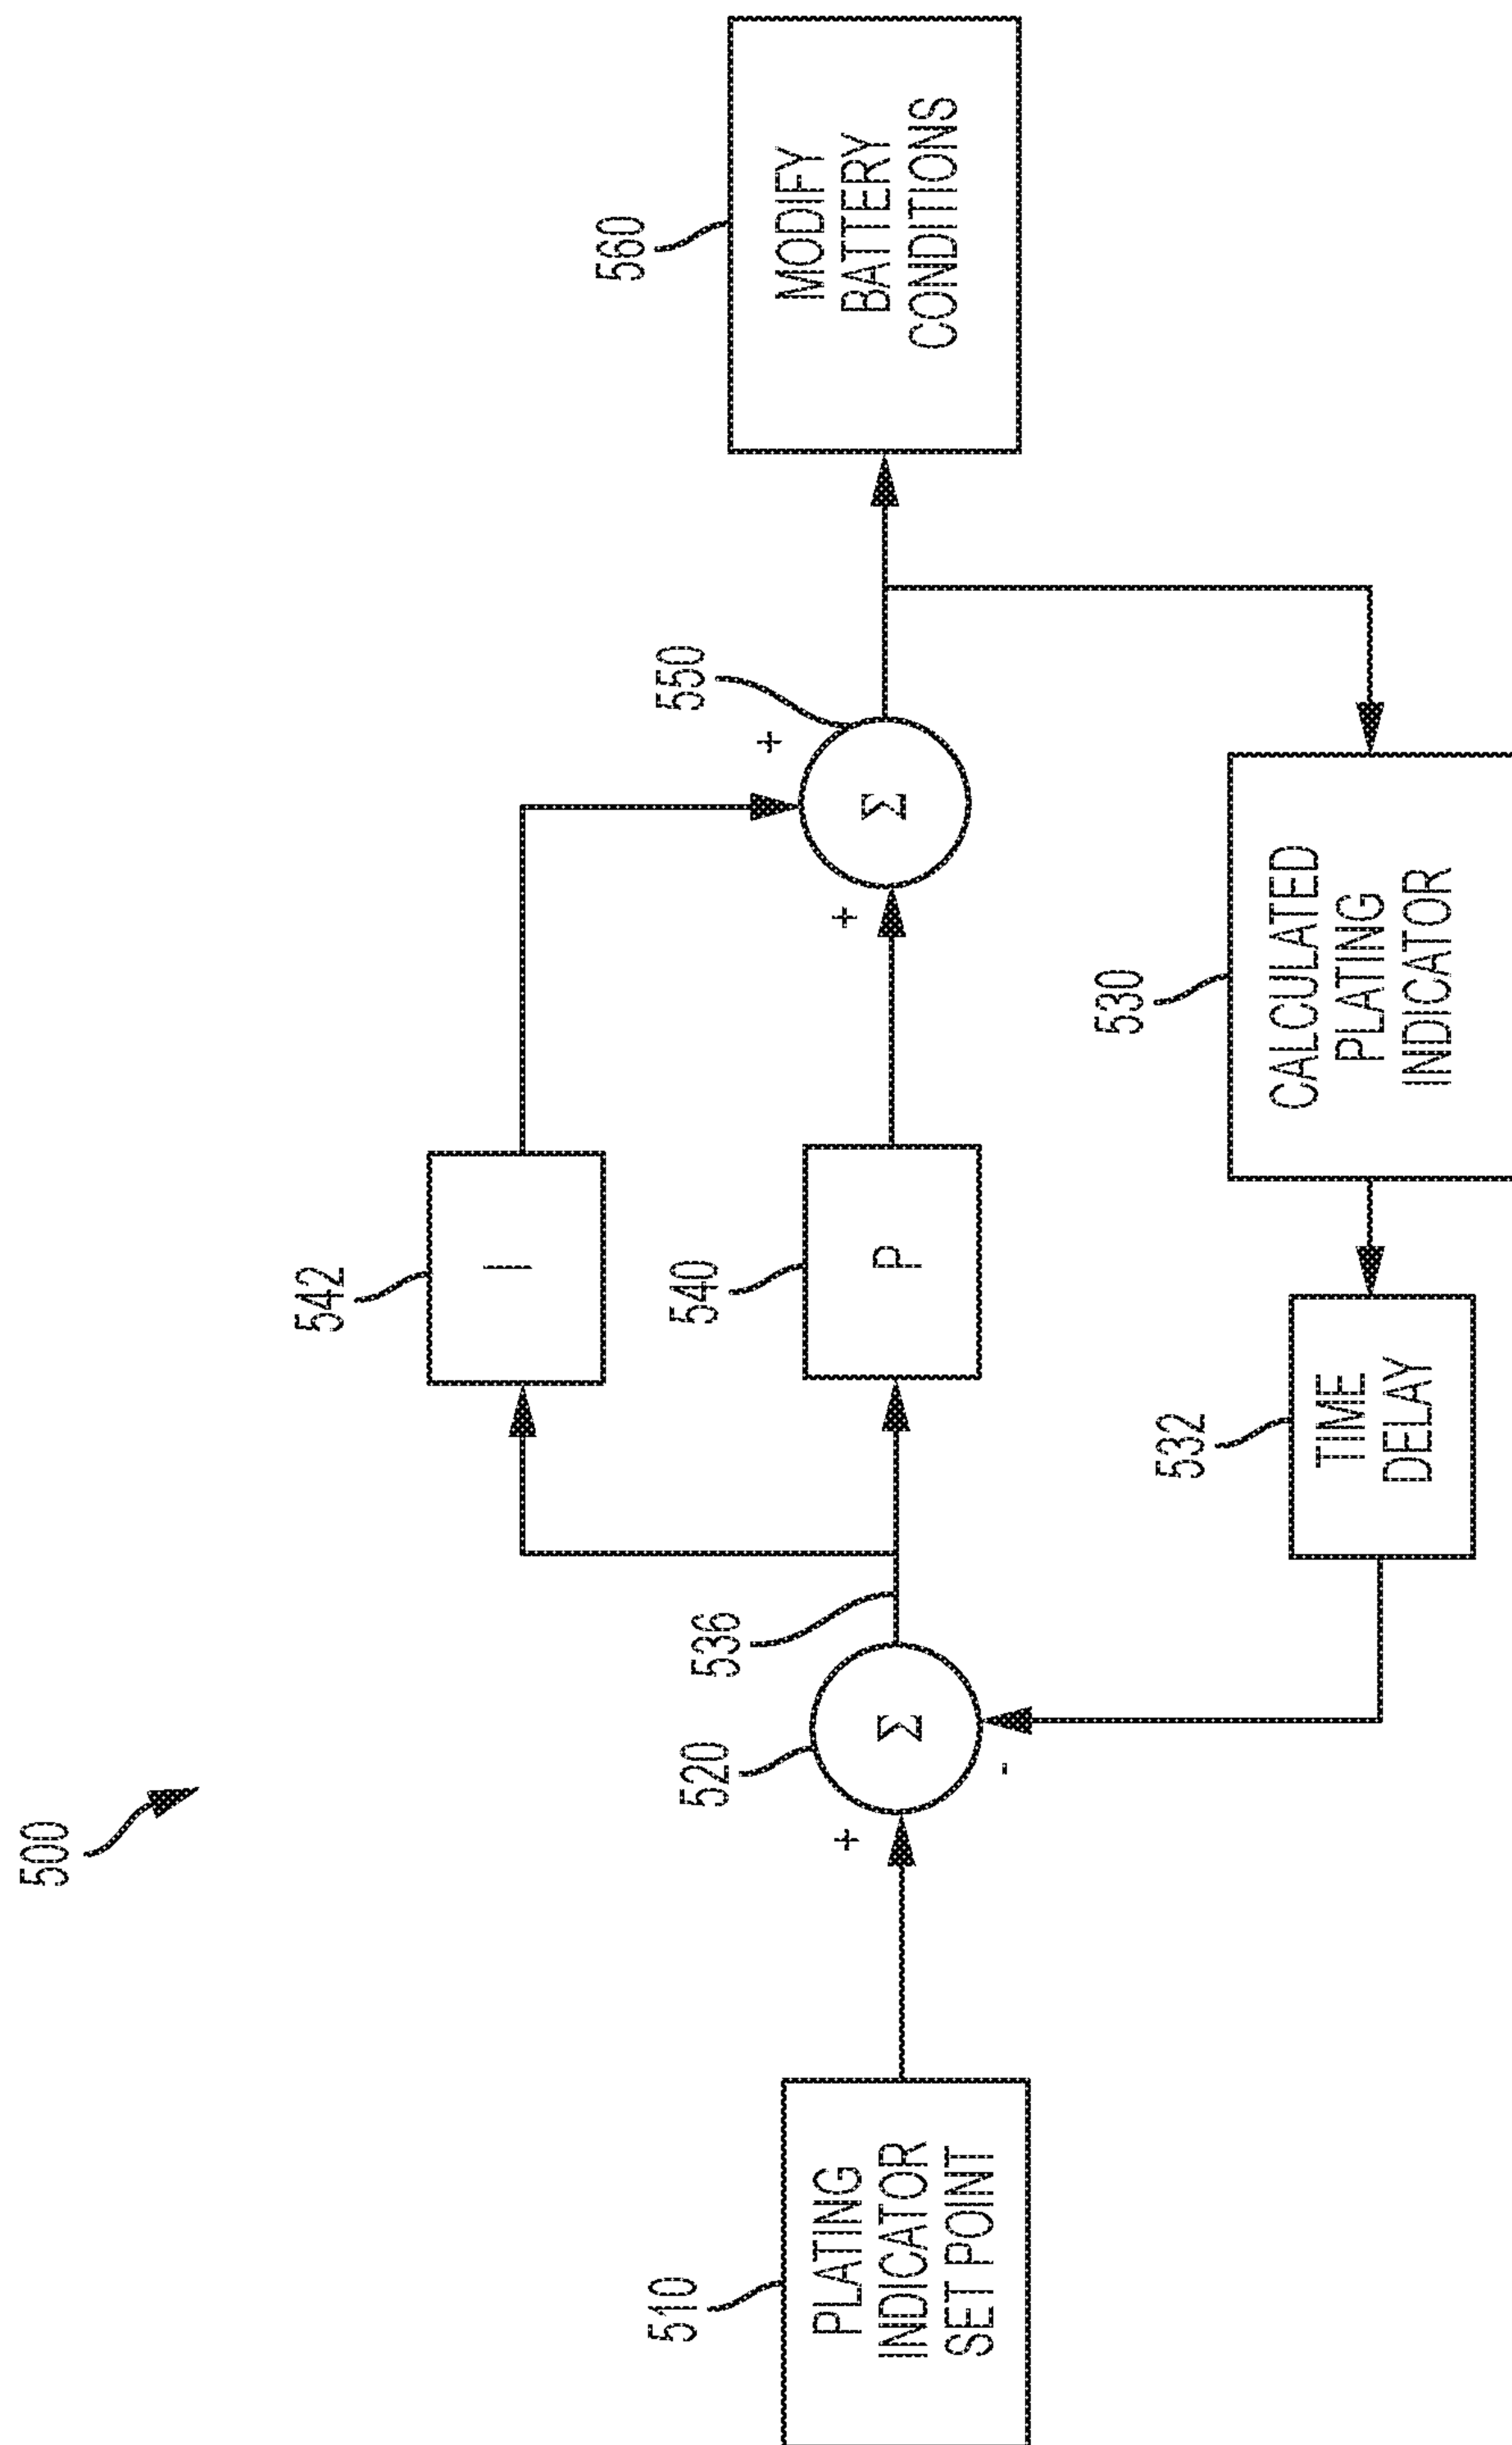 500
510
PLATING
INDICATOR
SET POINT
+
520
Σ
-
536
542
I
540
P
532
TIME
DELAY
530
CALCULATED
PLATING
INDICATOR
+
+
550
Σ
560
MODIFY
BATTERY
CONDITIONS